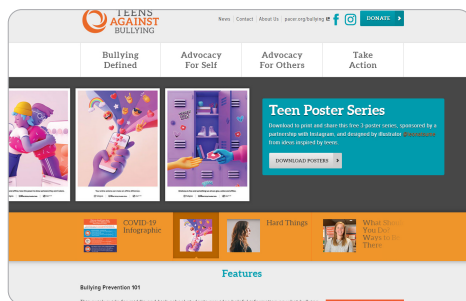 TEENS
AGAINST
BULLYING
News
Contact
About Us
pacer.org/bullying
DONATE
Bullying
Defined
Advocacy
For Self
Advocacy
For Others
Take
Action
Teen Poster Series
Download to print and share this free 3-poster series, sponsored by a
partnership with Instagram, and designed by illustrator
from ideas inspired by teens.
DOWNLOAD POSTERS
COVID-19
Infographic
Hard Things
What Should
You Do?
Ways to Be
There
Features
Bullying Prevention 101